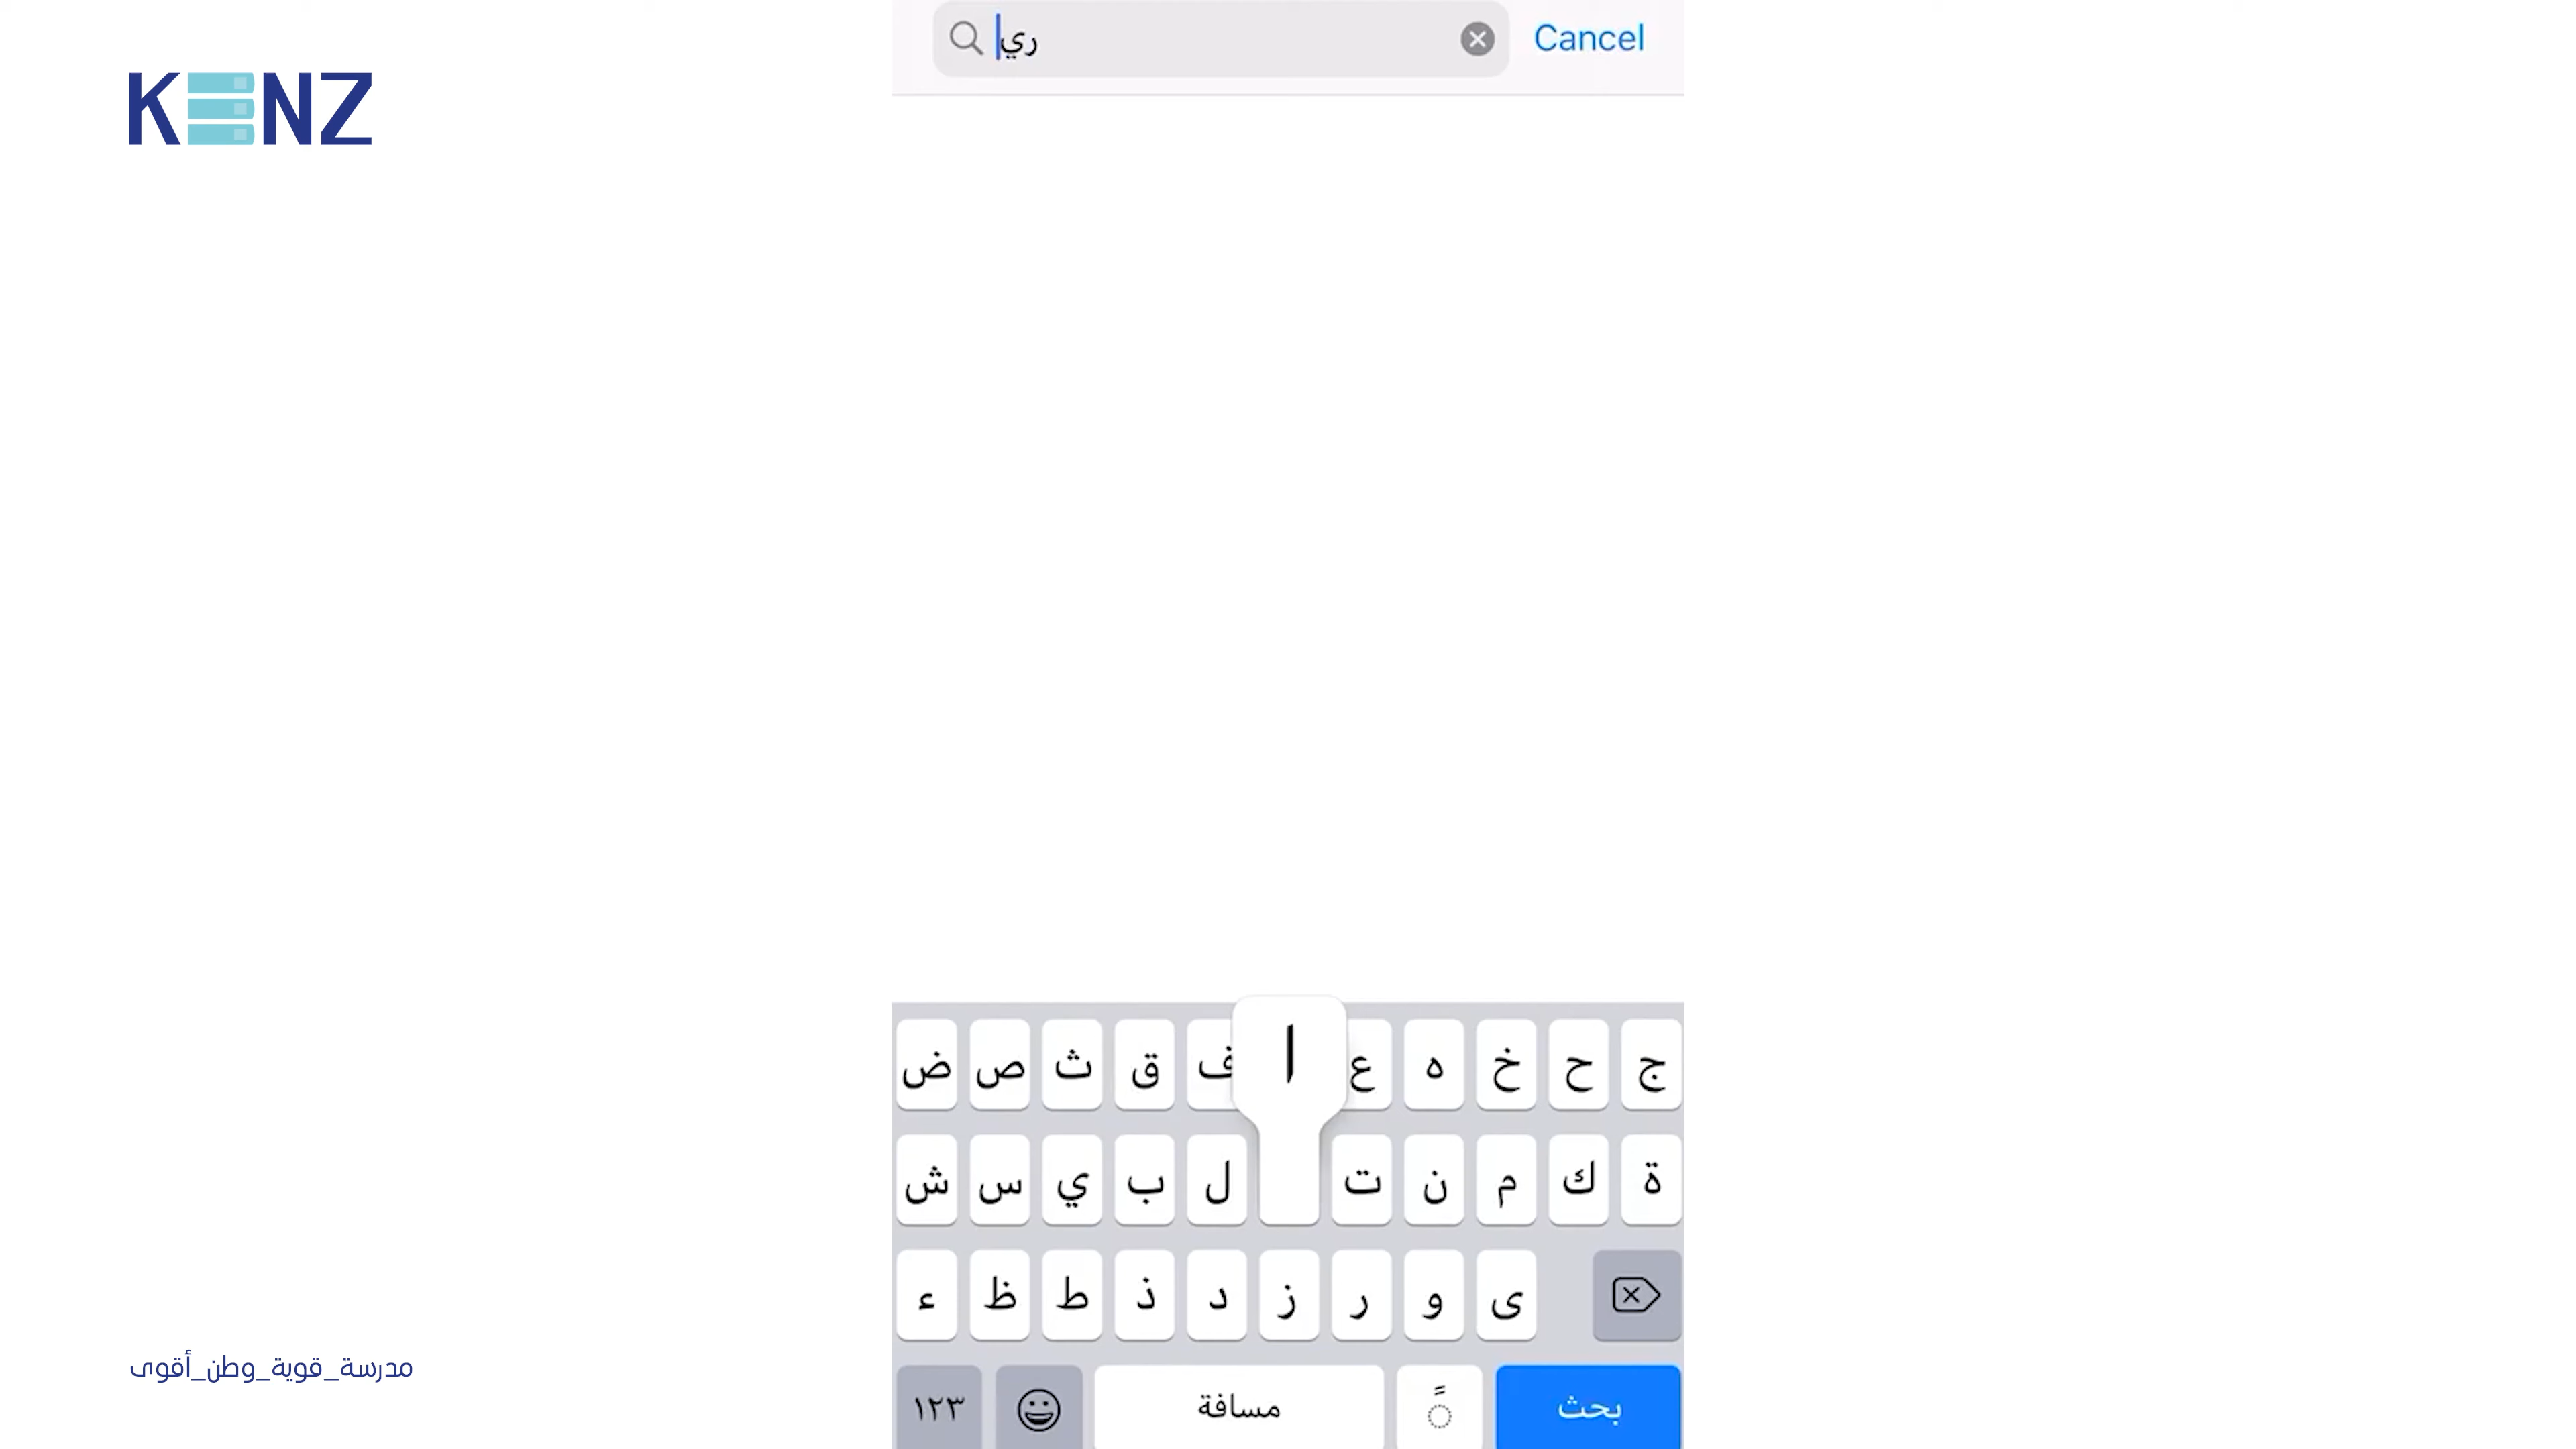 ري
Cancel
KENZ
ض ص ث ق ف ا ع ه خ ح ج
ش س ي ب ل ت ن م ك ة
ء ظ ط ذ د ز ر و ى
١٢٣ مسافة بحث
مدرسة_قوية_وطن_أقوى